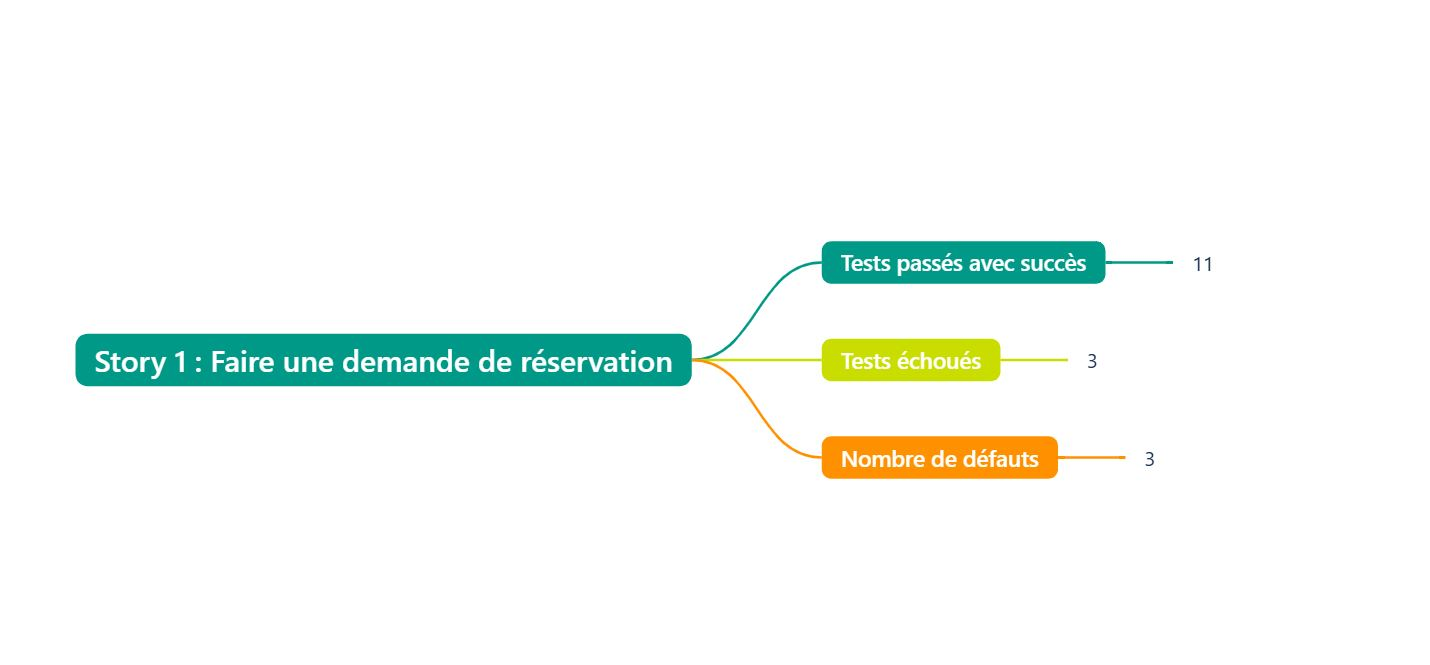 Story 1 : Faire une demande de réservation
Tests passés avec succès
11
Tests échoués
3
Nombre de défauts
3